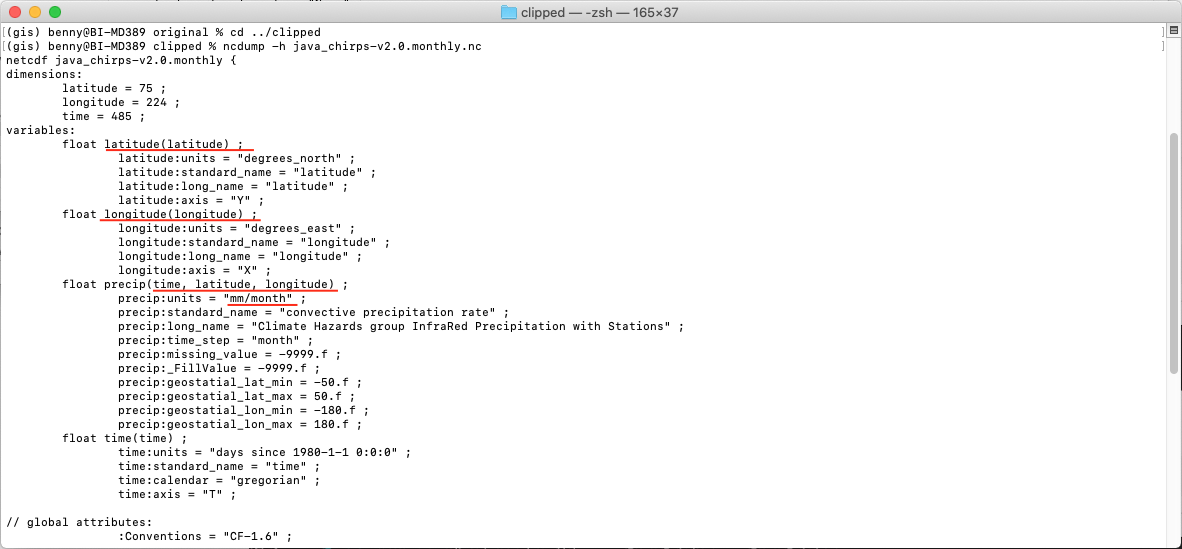 clipped — -zsh — 165×37
[(gis) benny@BI-MD389 original % cd ../clipped ]
[(gis) benny@BI-MD389 clipped % ncdump -h java_chirps-v2.0.monthly.nc ]
netcdf java_chirps-v2.0.monthly {
dimensions:
        latitude = 75 ;
        longitude = 224 ;
        time = 485 ;
variables:
        float latitude(latitude) ;
                latitude:units = "degrees_north" ;
                latitude:standard_name = "latitude" ;
                latitude:long_name = "latitude" ;
                latitude:axis = "Y" ;
        float longitude(longitude) ;
                longitude:units = "degrees_east" ;
                longitude:standard_name = "longitude" ;
                longitude:long_name = "longitude" ;
                longitude:axis = "X" ;
        float precip(time, latitude, longitude) ;
                precip:units = "mm/month" ;
                precip:standard_name = "convective precipitation rate" ;
                precip:long_name = "Climate Hazards group InfraRed Precipitation with Stations" ;
                precip:time_step = "month" ;
                precip:missing_value = -9999.f ;
                precip:_FillValue = -9999.f ;
                precip:geostatial_lat_min = -50.f ;
                precip:geostatial_lat_max = 50.f ;
                precip:geostatial_lon_min = -180.f ;
                precip:geostatial_lon_max = 180.f ;
        float time(time) ;
                time:units = "days since 1980-1-1 0:0:0" ;
                time:standard_name = "time" ;
                time:calendar = "gregorian" ;
                time:axis = "T" ;
// global attributes:
                :Conventions = "CF-1.6" ;